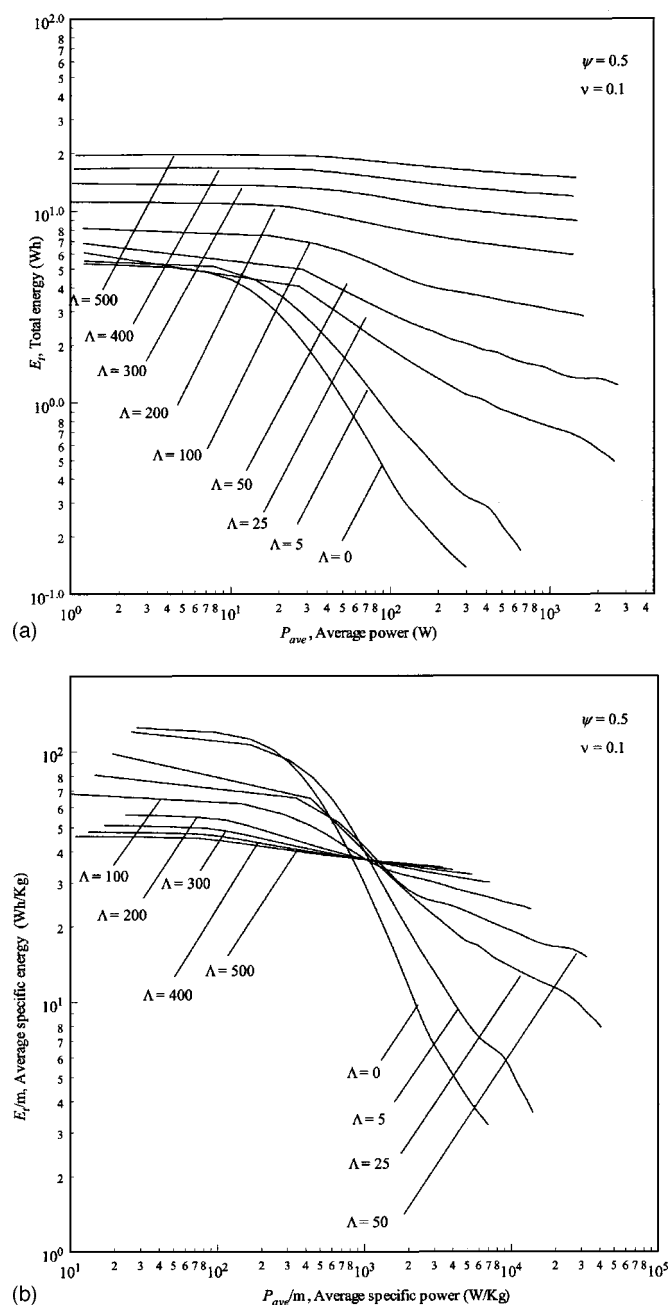 10^2.0
8
6
4
2
10^1.0
8
7
6
5
4
3
2
10^0.0
8
7
6
5
4
3
2
10^-1.0
E_t, Total energy (Wh)
ψ = 0.5
ν = 0.1
Λ = 500
Λ = 400
Λ = 300
Λ = 200
Λ = 100
Λ = 50
Λ = 25
Λ = 5
Λ = 0
10^0 2 3 4 5 6 7 8 10^1 2 3 4 5 6 7 8 10^2 2 3 4 5 6 7 8 10^3 2 3 4
P_ave, Average power (W)
(a)
ψ = 0.5
ν = 0.1
10^2
8
7
6
5
4
3
2
10^1
8
7
6
5
4
3
2
10^0
E_t/m, Average specific energy (Wh/Kg)
Λ = 100
Λ = 300
Λ = 200
Λ = 400
Λ = 500
Λ = 0
Λ = 5
Λ = 25
Λ = 50
10^1 2 3 4 5 6 7 8 10^2 2 3 4 5 6 7 8 10^3 2 3 4 5 6 7 8 10^4 2 3 4 5 6 7 8 10^5
P_ave/m, Average specific power (W/Kg)
(b)